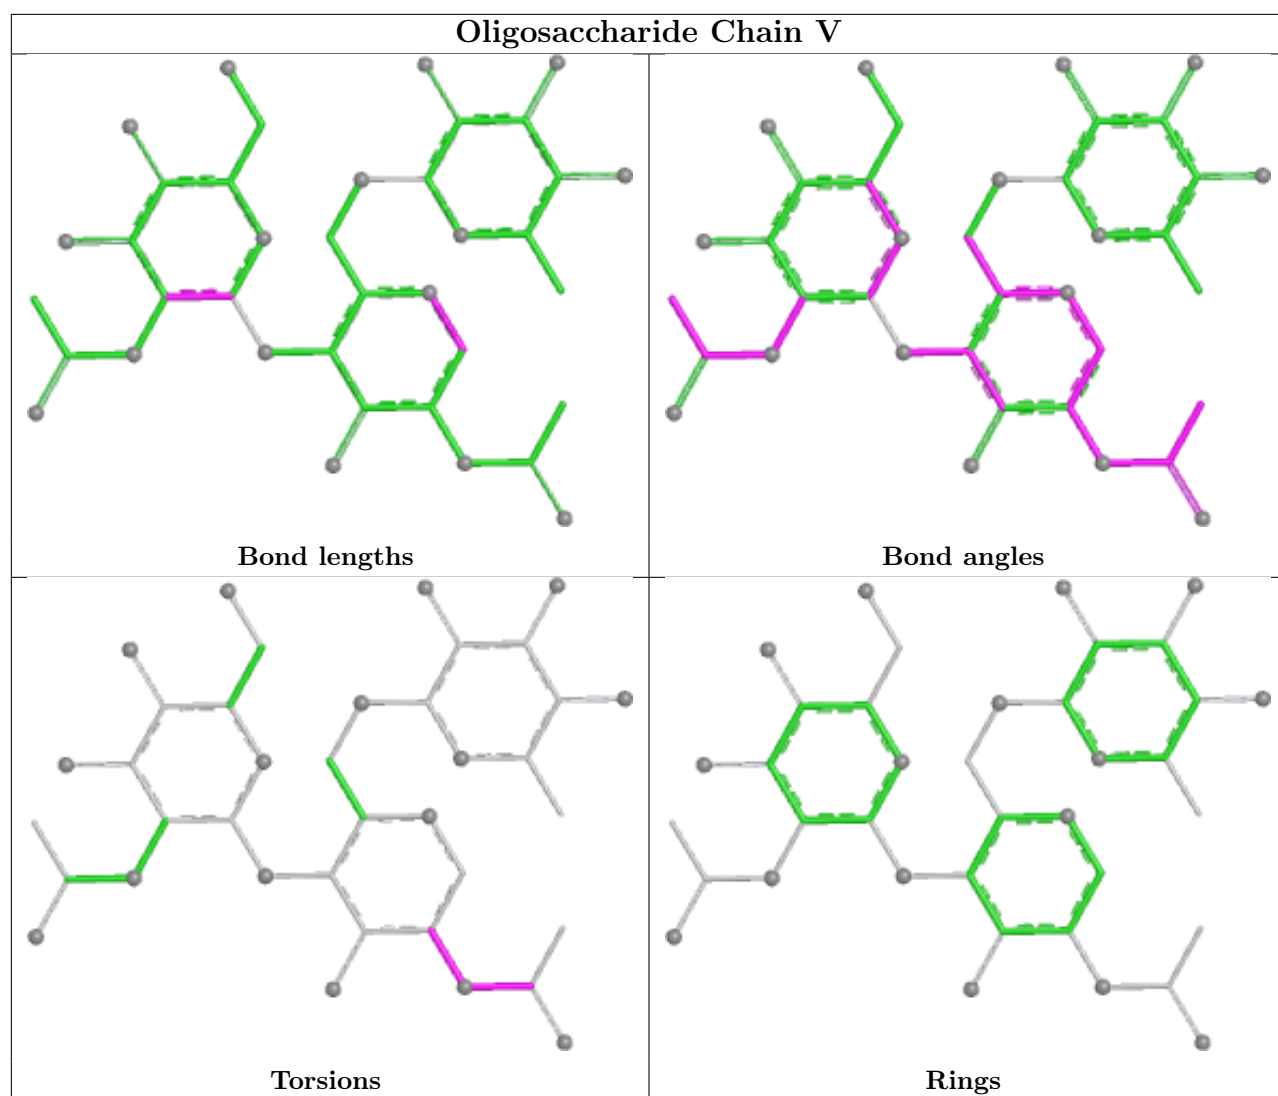 Oligosaccharide Chain V
Bond lengths
Bond angles
Torsions
Rings